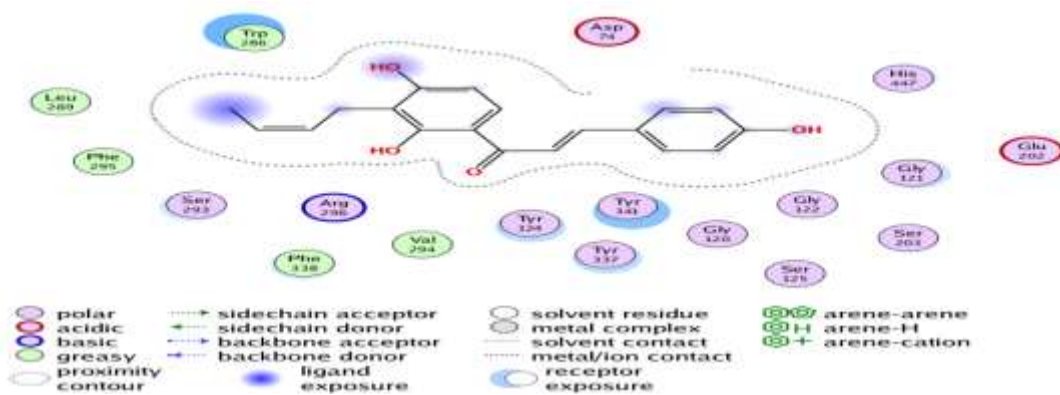 Trp
286
Asp
74
HO
His
447
Leu
289
OH
Glu
202
HO
Phe
295
O
Gly
121
Ser
293
Arg
296
Tyr
341
Gly
122
Tyr
124
Gly
120
Ser
203
Val
294
Tyr
337
Phe
338
Ser
125
polar
acidic
basic
greasy
proximity
contour
sidechain acceptor
sidechain donor
backbone acceptor
backbone donor
ligand
exposure
solvent residue
metal complex
solvent contact
metal/ion contact
receptor
exposure
arene-arene
H arene-H
+ arene-cation